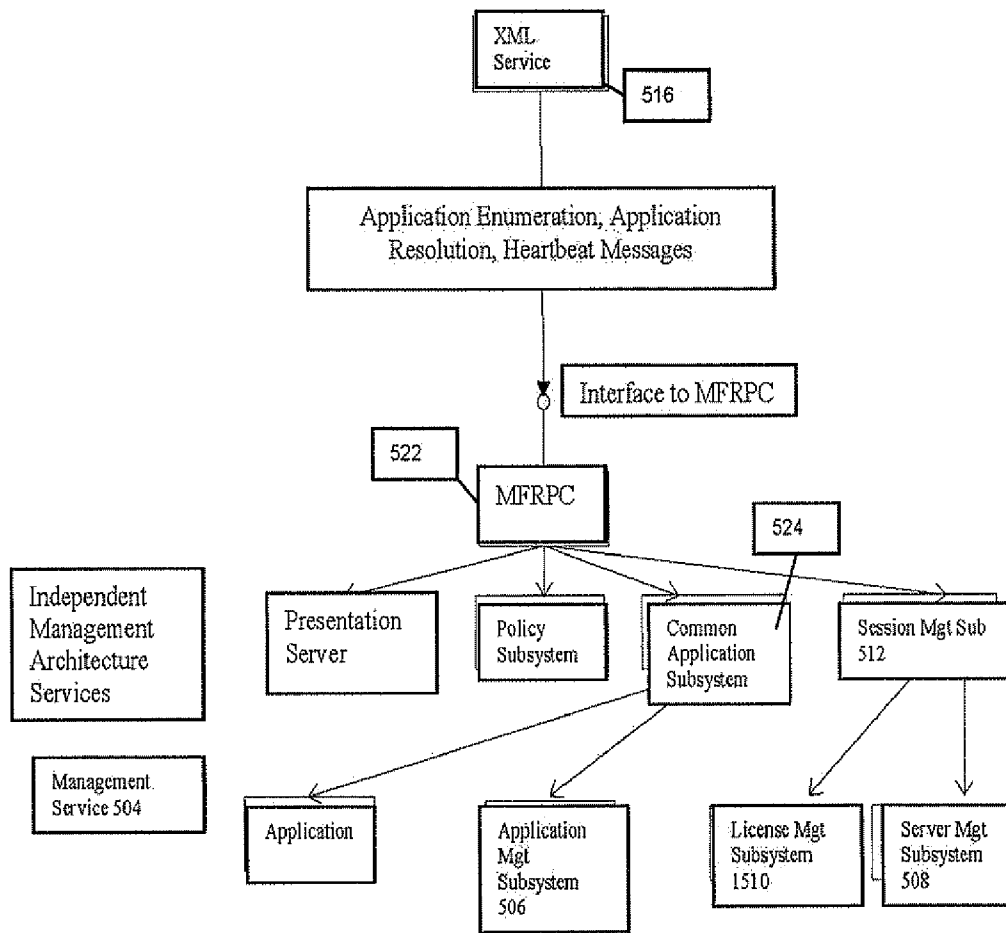 XML
Service
516
Application Enumeration, Application
Resolution, Heartbeat Messages
Interface to MFRPC
522
MFRPC
524
Independent
Management
Architecture
Services
Presentation
Server
Policy
Subsystem
Common
Application
Subsystem
Session Mgt Sub
512
Management
Service 504
Application
Application
Mgt
Subsystem
506
License Mgt
Subsystem
1510
Server Mgt
Subsystem
508